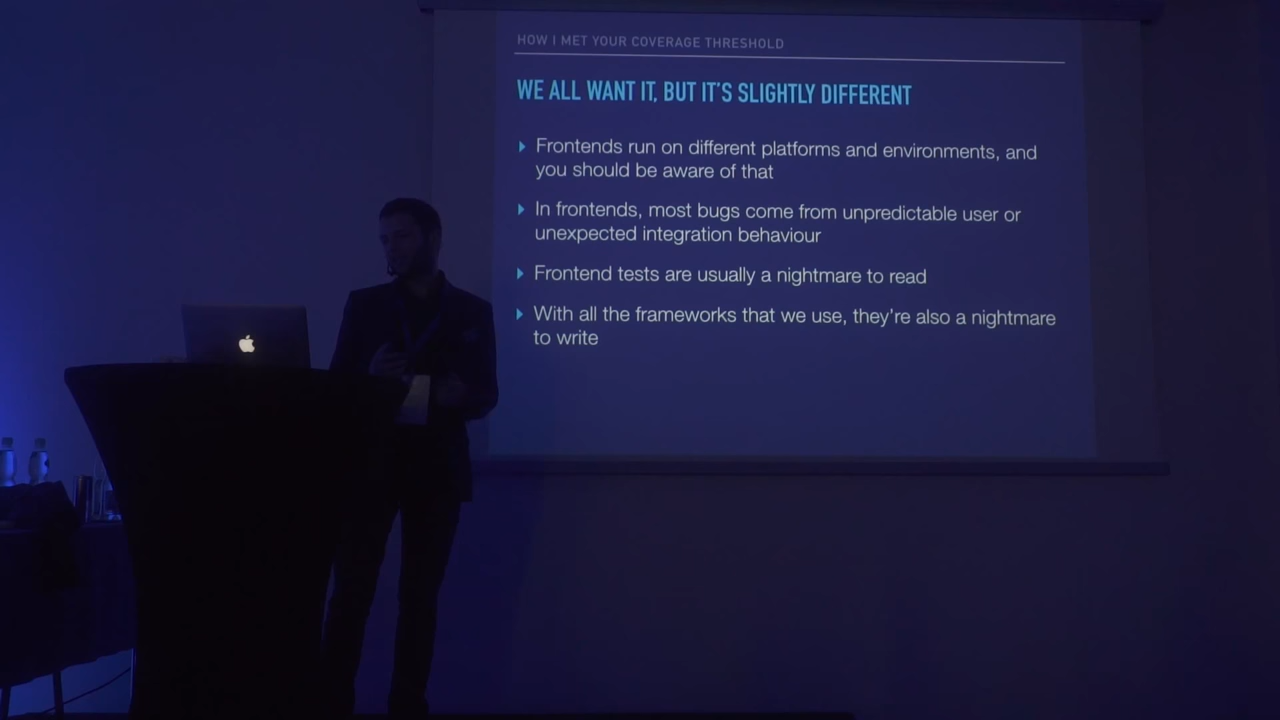 HOW I MET YOUR COVERAGE THRESHOLD
WE ALL WANT IT, BUT IT'S SLIGHTLY DIFFERENT
Frontends run on different platforms and environments, and
you should be aware of that
In frontends, most bugs come from unpredictable user or
unexpected integration behaviour
Frontend tests are usually a nightmare to read
With all the frameworks that we use, they're also a nightmare
to write